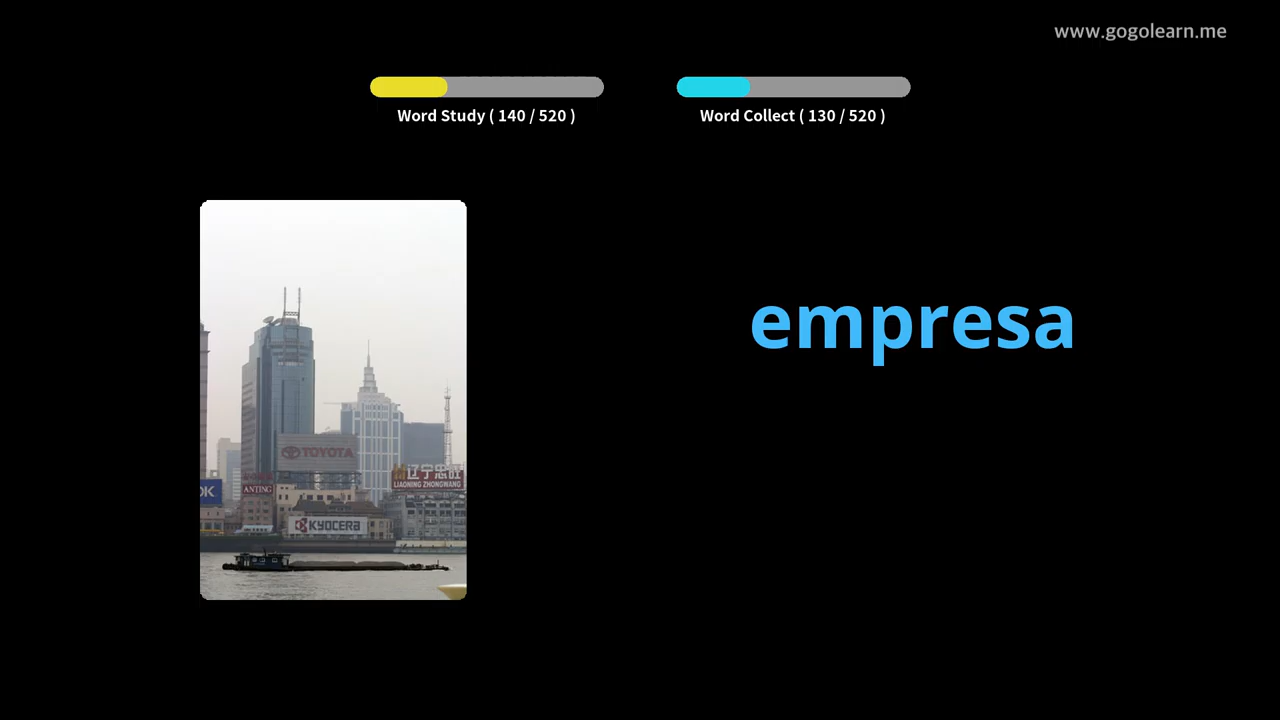 www.gogolearn.me
Word Study ( 140 / 520 )
Word Collect ( 130 / 520 )
empresa
TOYOTA
辽宁忠旺
LIAONING ZHONGWANG
OK
ANTING
KYOCERA